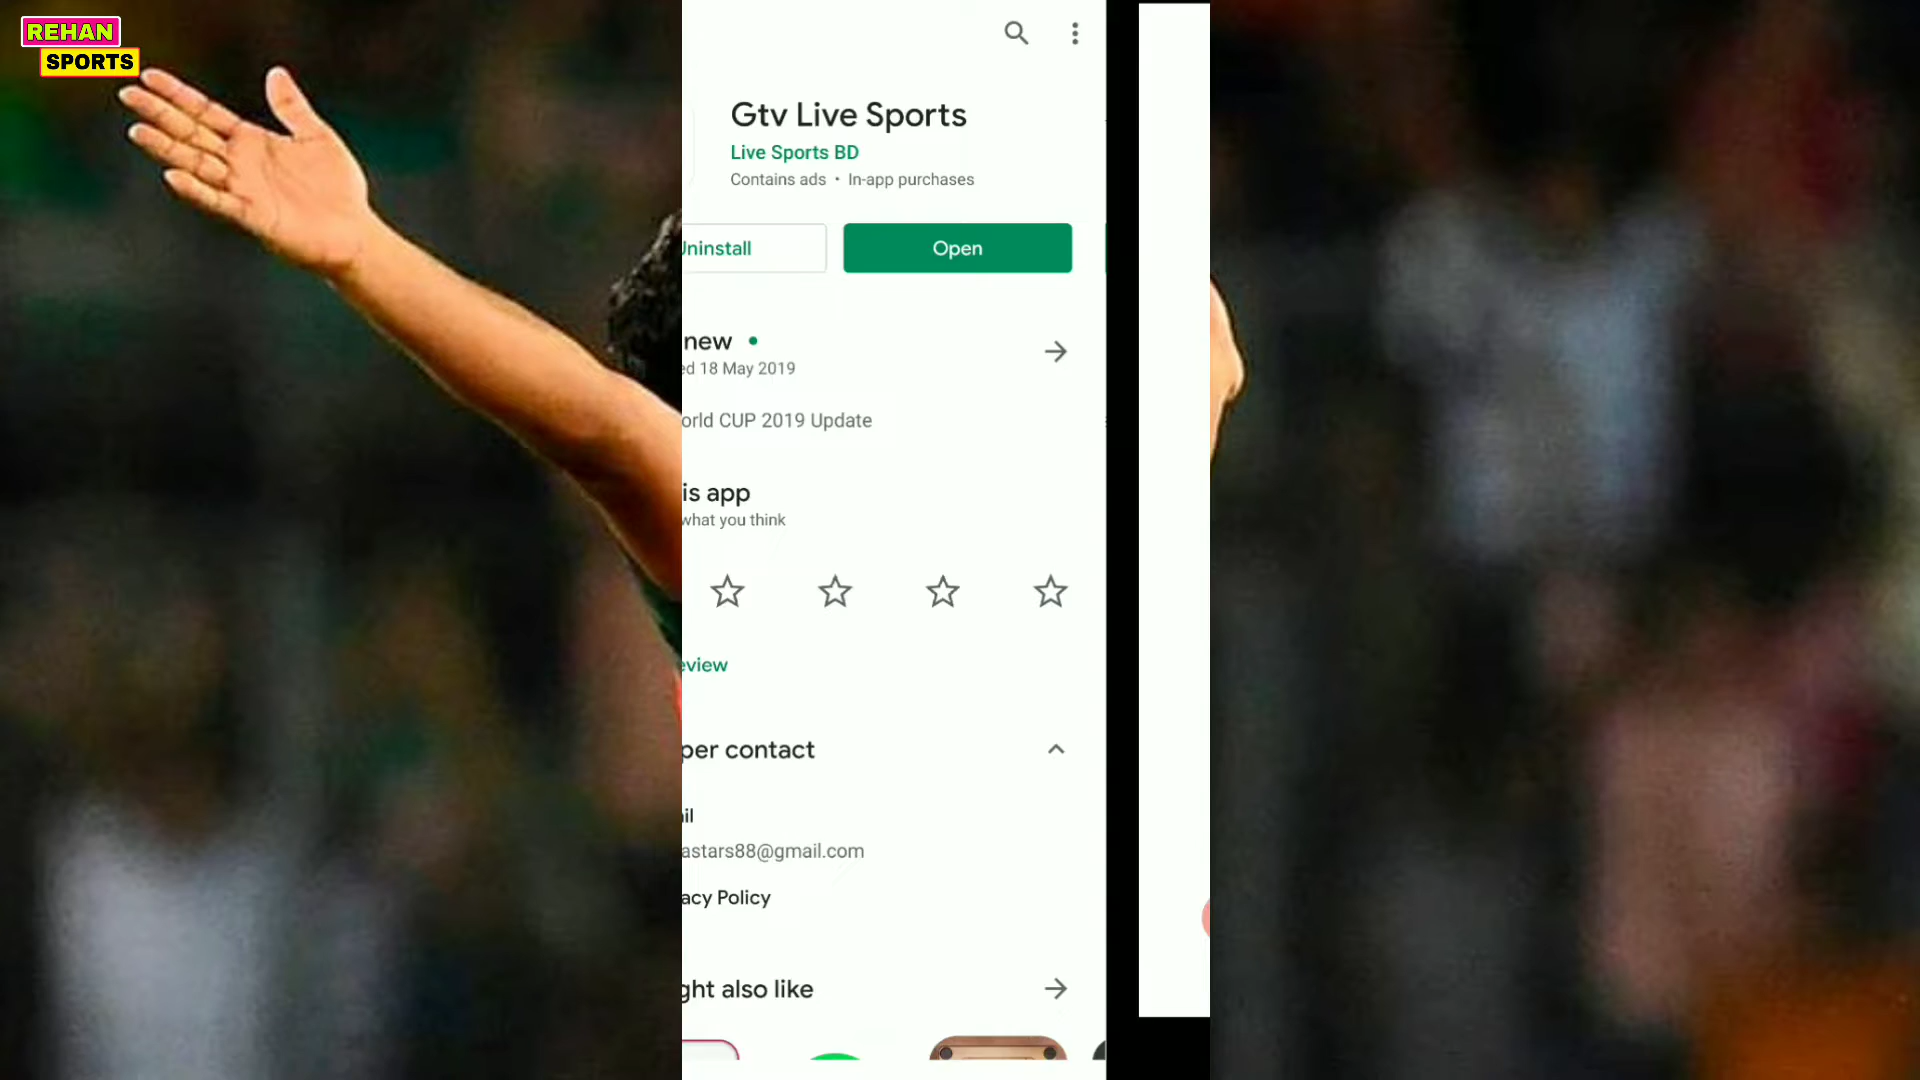 REHAN
SPORTS
Gtv Live Sports
Live Sports BD
Contains ads • In-app purchases
Uninstall
Open
new
ed 18 May 2019
orld CUP 2019 Update
is app
what you think
eview
per contact
il
astars88@gmail.com
acy Policy
ght also like